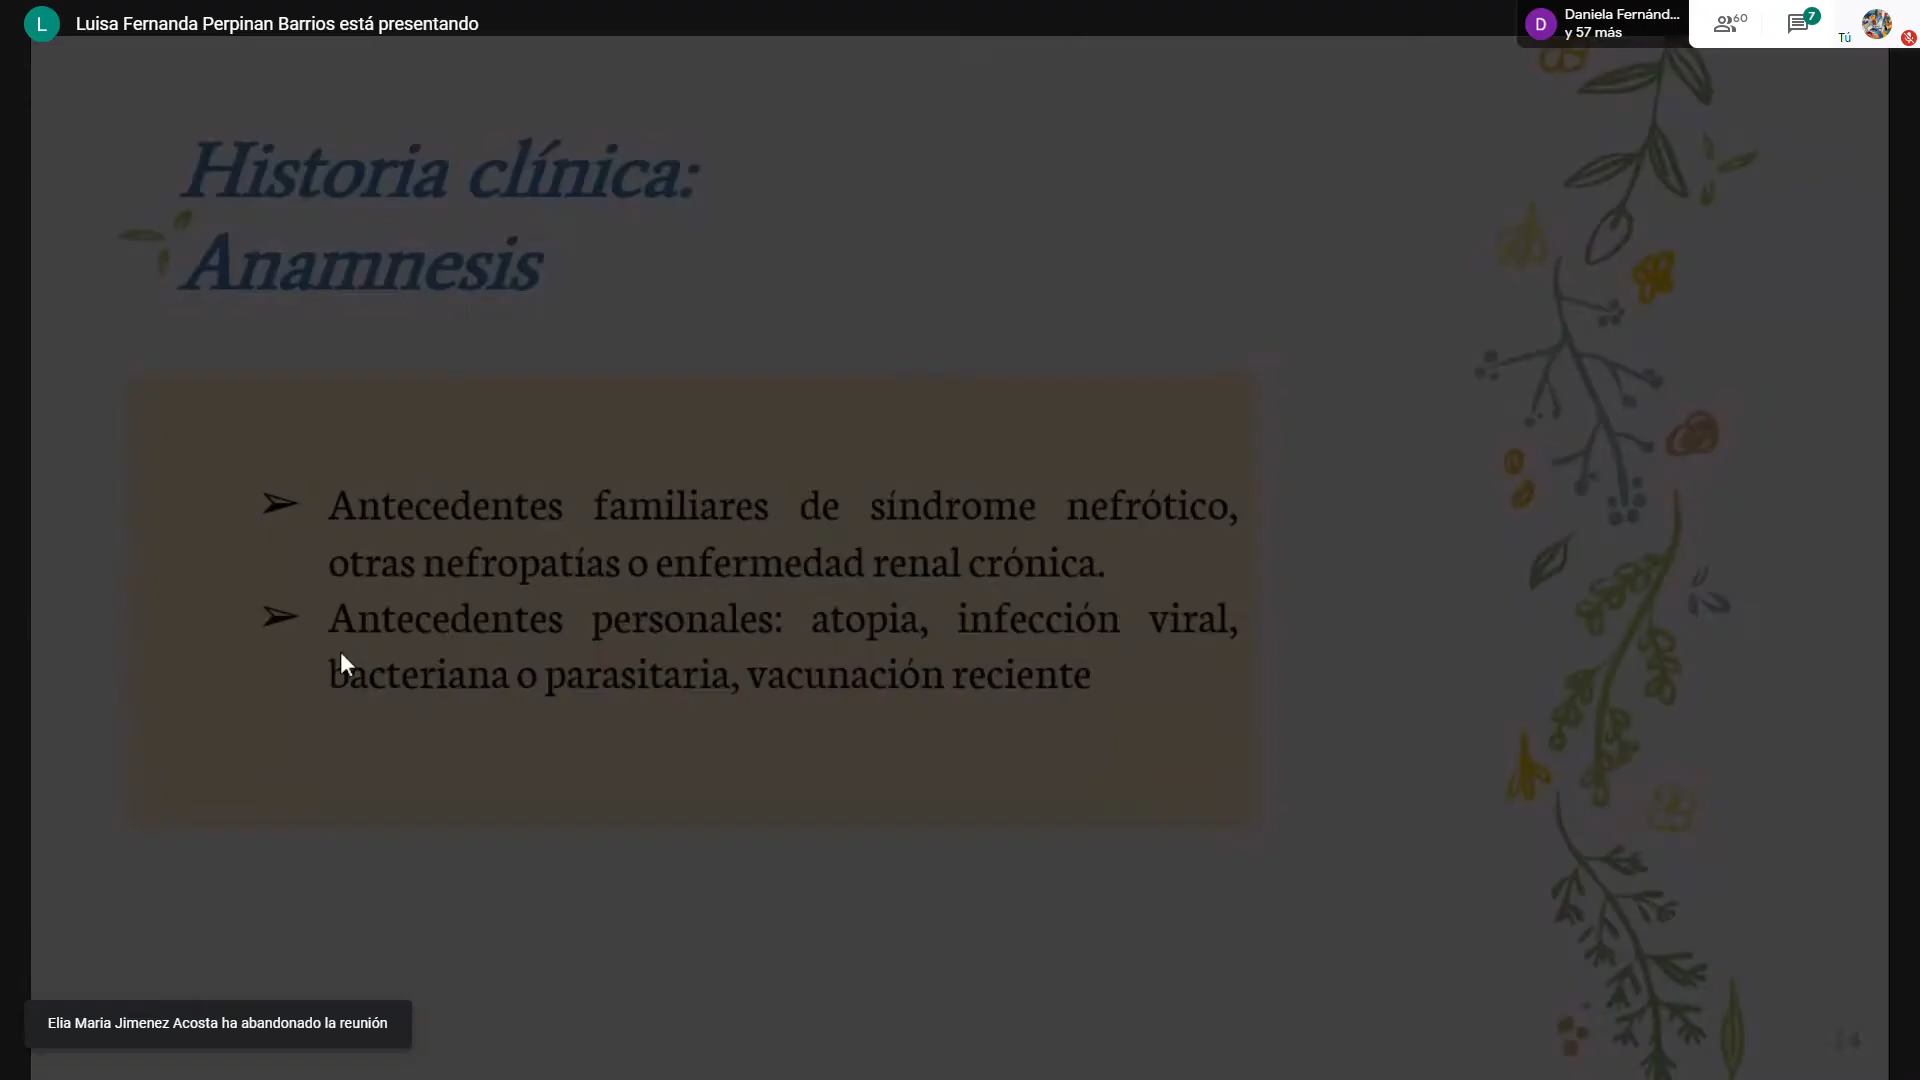 L
Luisa Fernanda Perpinan Barrios está presentando
D
Daniela Fernánd...
y 57 más
60
7
Tú
Historia clínica:
Anamnesis
➢ Antecedentes familiares de síndrome nefrótico,
otras nefropatías o enfermedad renal crónica.
➢ Antecedentes personales: atopia, infección viral,
bacteriana o parasitaria, vacunación reciente
Elia Maria Jimenez Acosta ha abandonado la reunión